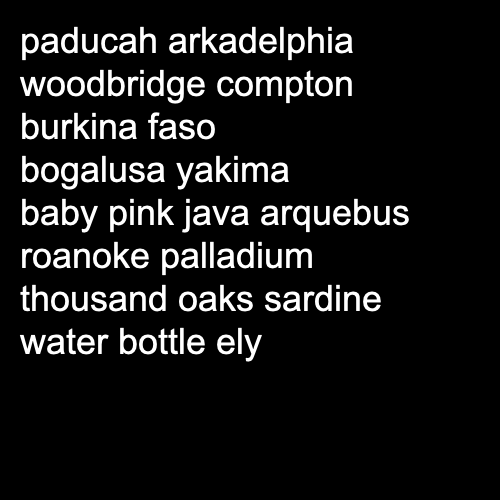 paducah arkadelphia
woodbridge compton
burkina faso
bogalusa yakima
baby pink java arquebus
roanoke palladium
thousand oaks sardine
water bottle ely